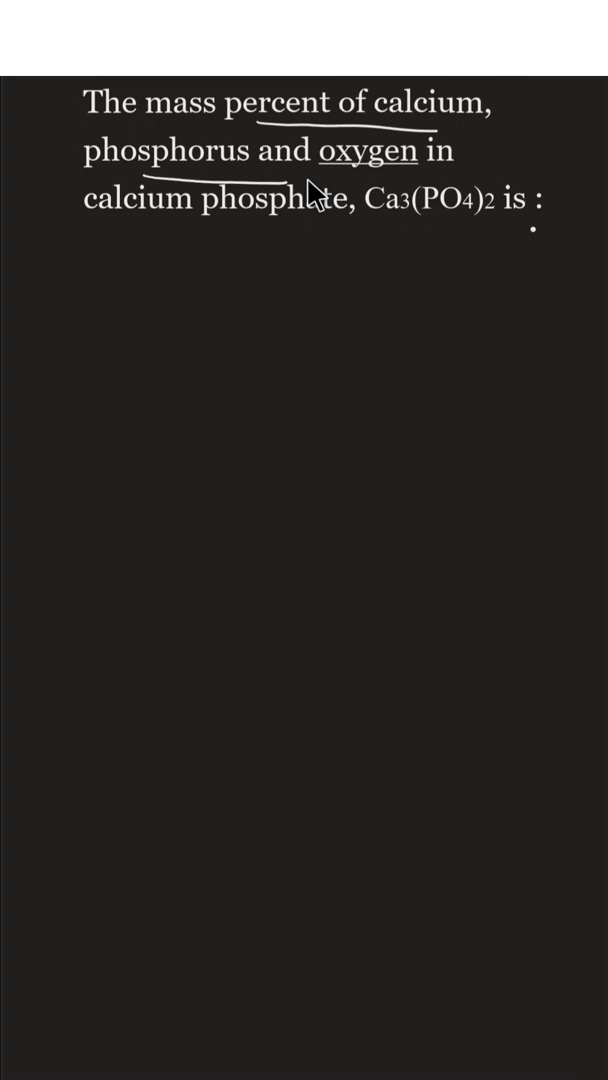 The mass percent of calcium,
phosphorus and oxygen in
calcium phosphate, Ca3(PO4)2 is :